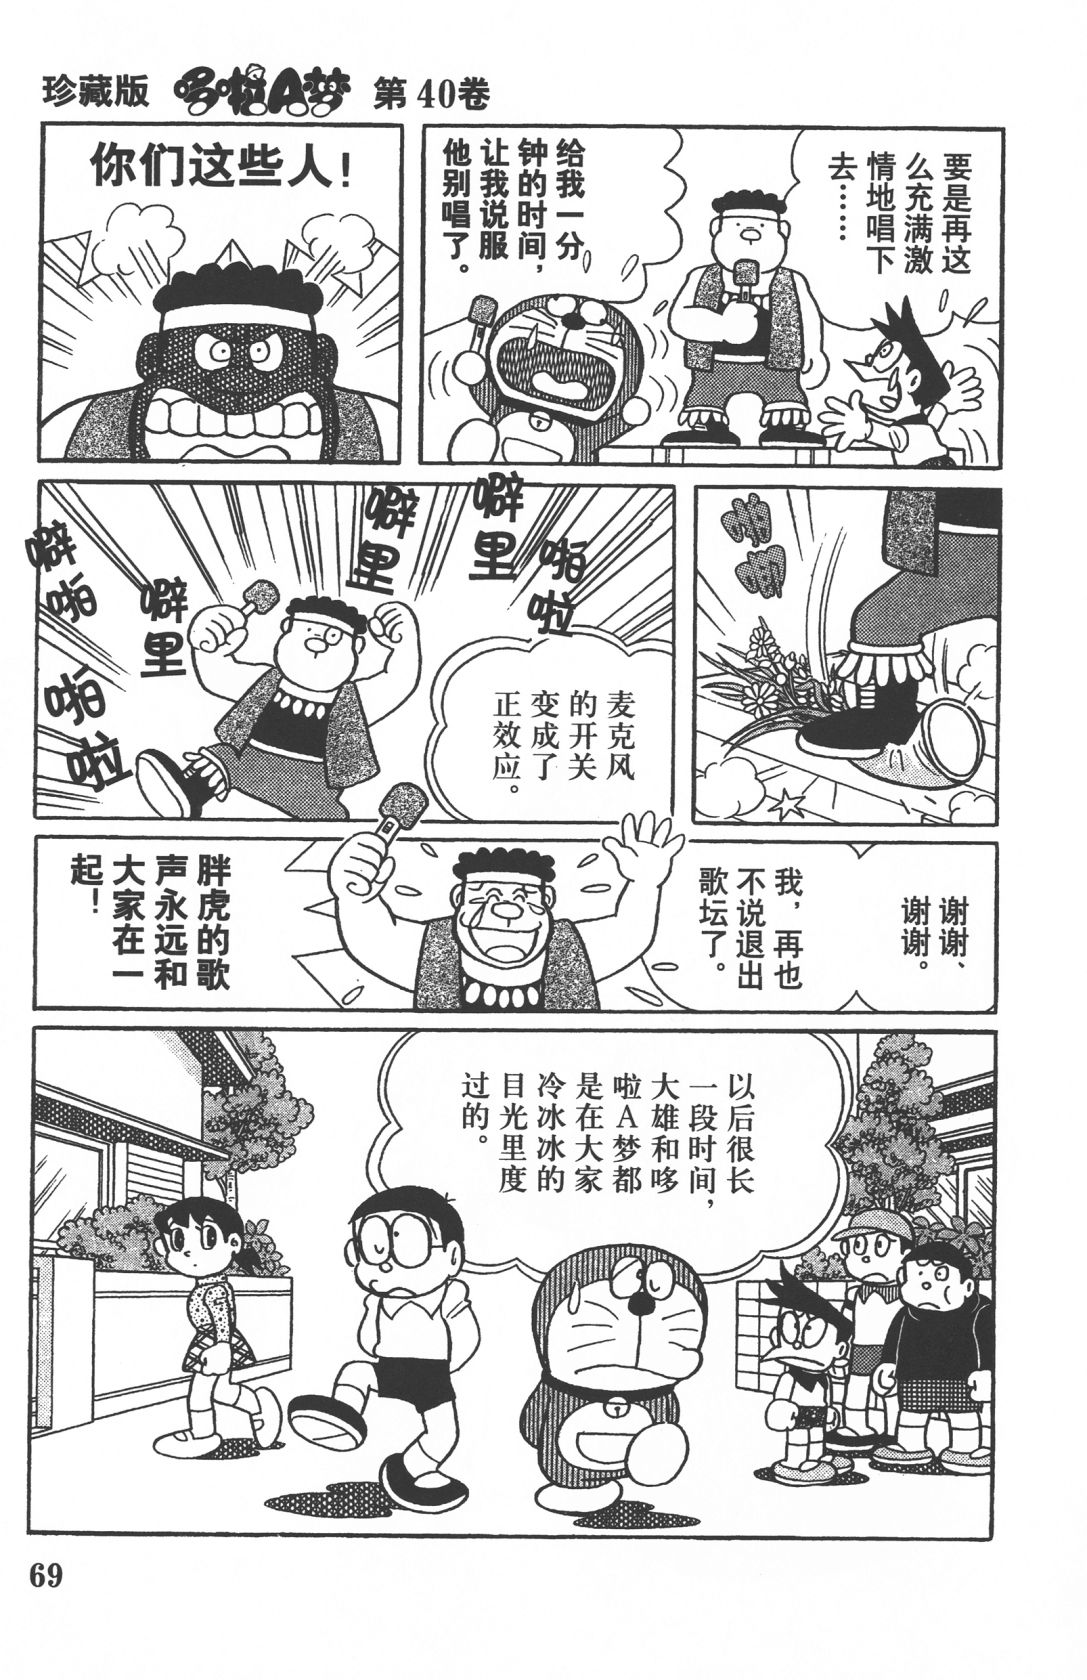 珍藏版 哆啦A梦 第40卷
要是再这
么充满激
情地唱下
去……
给我一分
钟的时间，
让我说服
他别唱了。
你们这些人！
麦克风
的开关
变成了
正效应。
啪啦
噼里
噼里
噼里
啪啦
谢谢、
谢谢。
我，再也
不说退出
歌坛了。
胖虎的歌
声永远和
大家在一
起！
以后很长
一段时间，
大雄和哆
啦A梦都
是在大家
冷冰冰的
目光里度
过的。
69